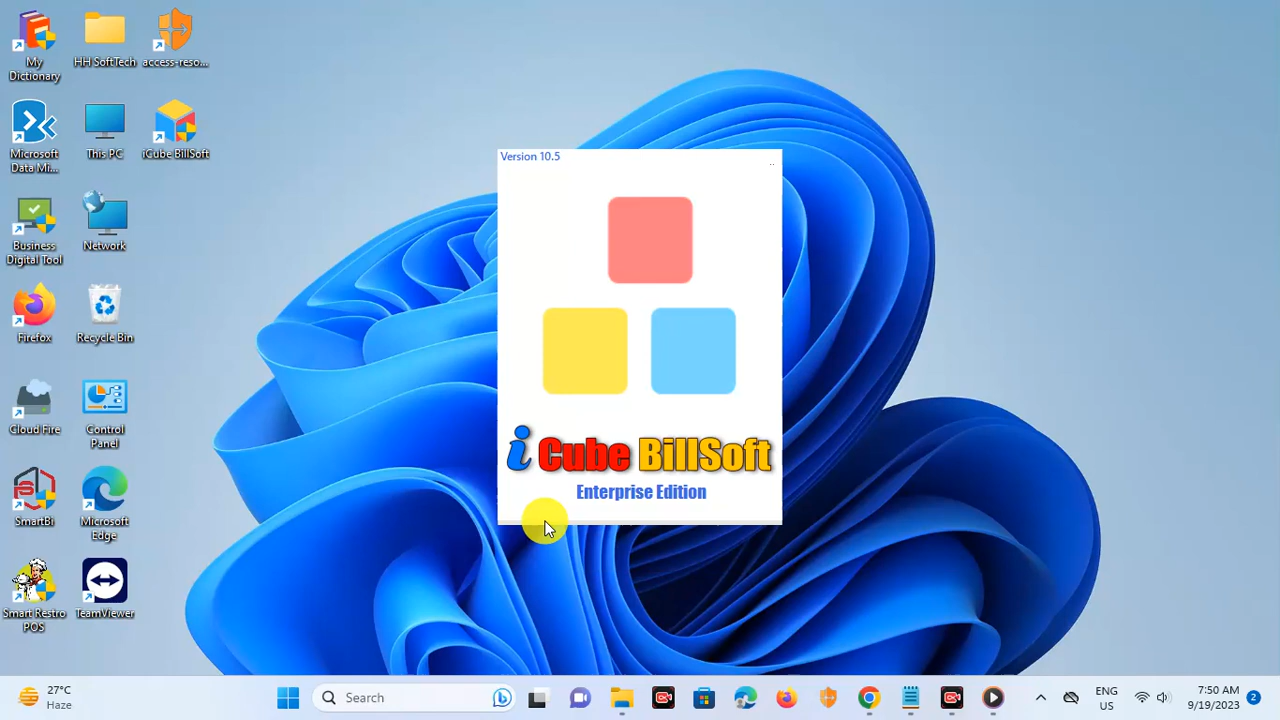 My
Dictionary
HH SoftTech
access-reso...
Microsoft
Data Mi...
This PC
iCube BillSoft
Business
Digital Tool
Network
Firefox
Recycle Bin
Cloud Fire
Control
Panel
SmartBi
Microsoft
Edge
Smart Restro
POS
TeamViewer
Version 10.5
..
i Cube BillSoft
Enterprise Edition
27°C
Haze
Search
ENG
US
7:50 AM
9/19/2023
2